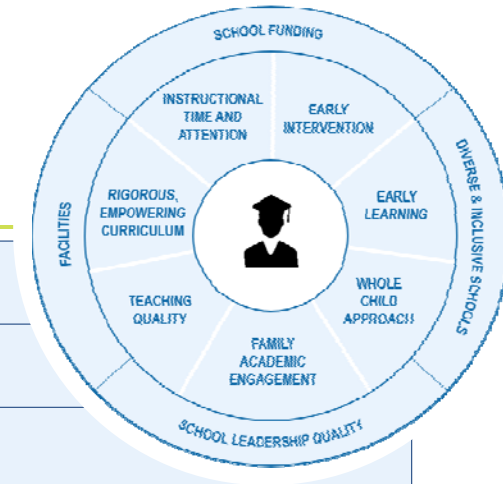 SCHOOL FUNDING
INSTRUCTIONAL
TIME AND
ATTENTION
EARLY
INTERVENTION
RIGOROUS,
EMPOWERING
CURRICULUM
EARLY
LEARNING
TEACHING
QUALITY
WHOLE
CHILD
APPROACH
FAMILY
ACADEMIC
ENGAGEMENT
FACILITIES
DIVERSE & INCLUSIVE SCHOOLS
SCHOOL LEADERSHIP QUALITY